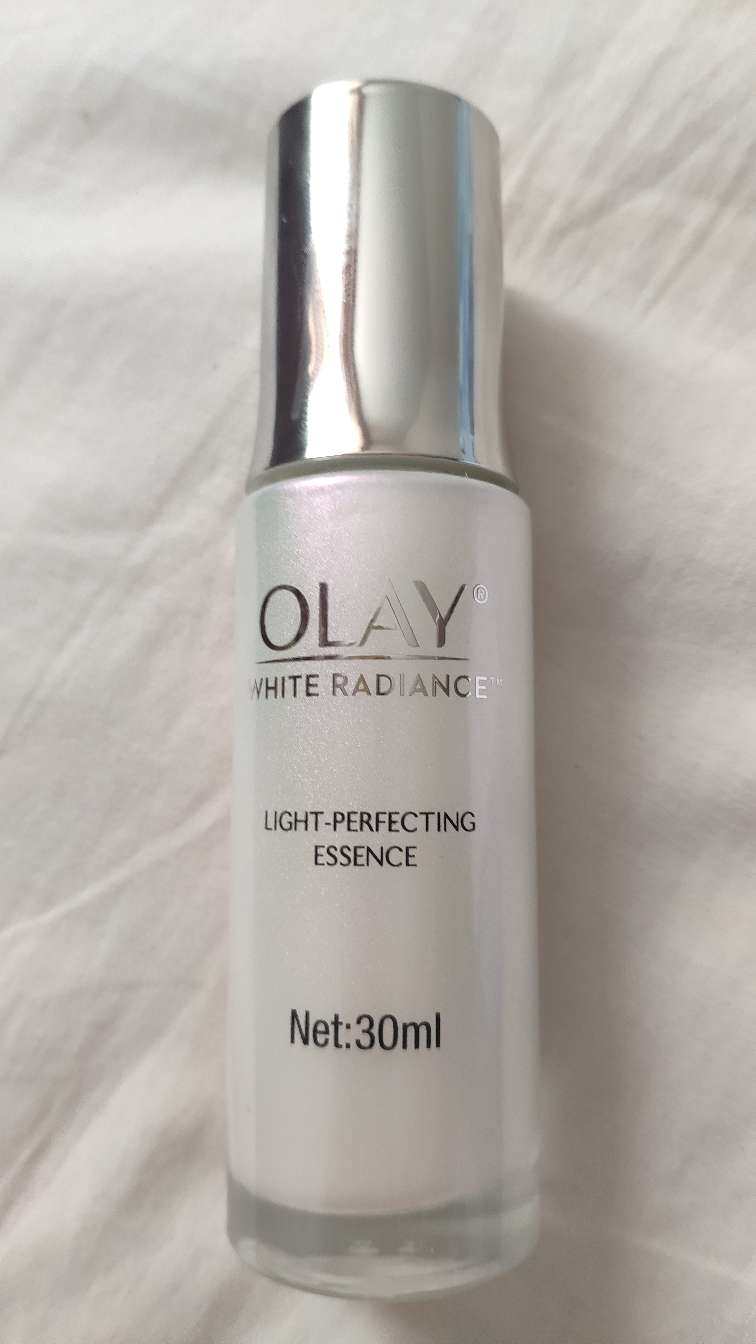 OLAY®
WHITE RADIANCE™
LIGHT-PERFECTING
ESSENCE
Net:30ml